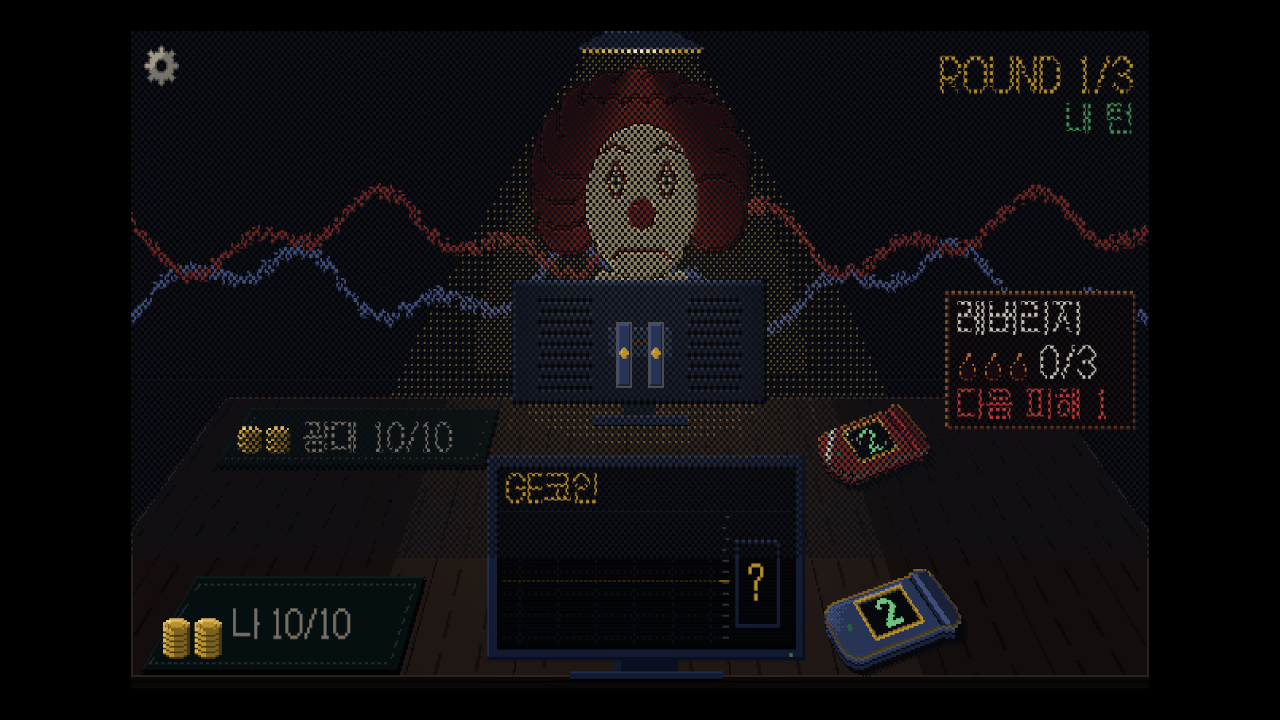 ROUND 1/3
내 턴
레버리지
0/3
다음 피해 1
광대 10/10
2
GE코인
?
나 10/10
2